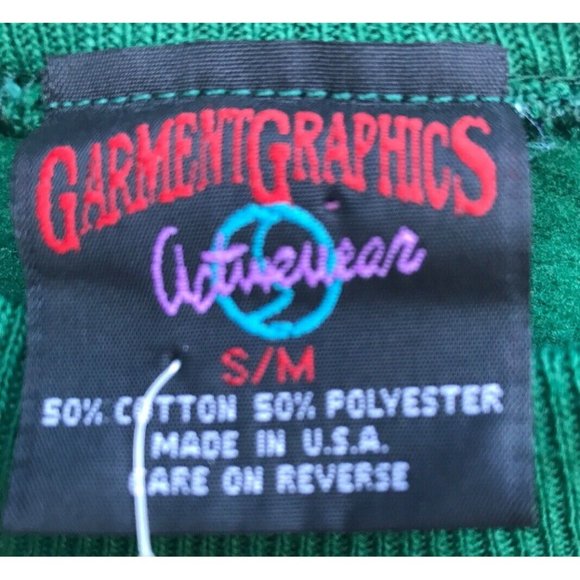 GARMENTGRAPHICS
Activewear
S/M
50% COTTON 50% POLYESTER
MADE IN U.S.A.
CARE ON REVERSE